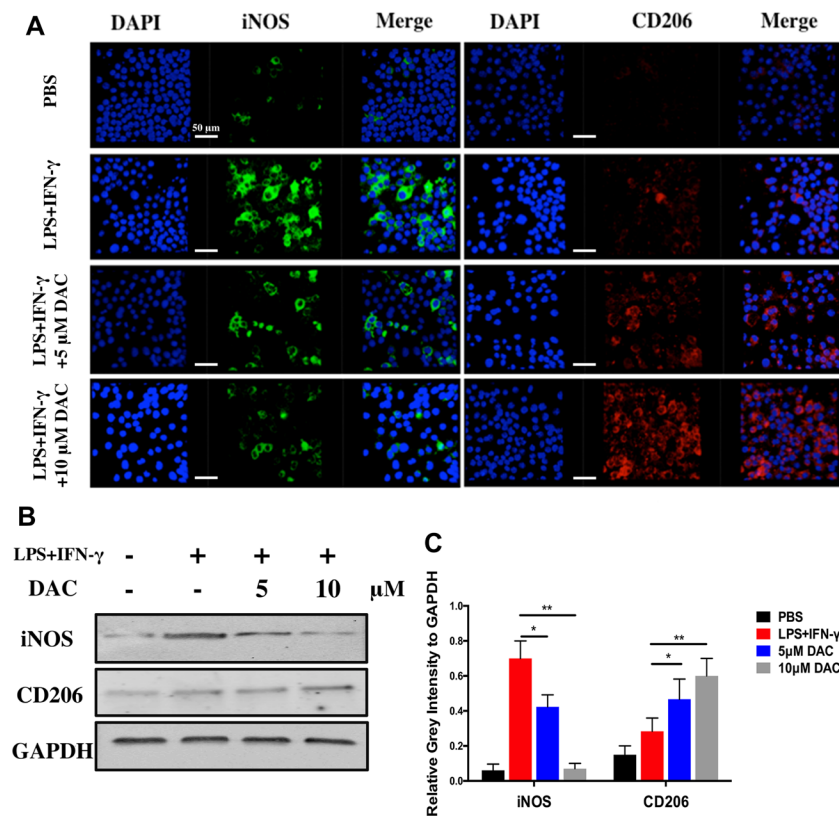 A
DAPI iNOS Merge DAPI CD206 Merge
PBS
50 μm
LPS+IFN-γ
LPS+IFN-γ
+5 μM DAC
LPS+IFN-γ
+10 μM DAC
B
LPS+IFN-γ - + + +
DAC - - 5 10 μM
iNOS
CD206
GAPDH
C
Relative Grey Intensity to GAPDH
1.0
0.8
0.6
0.4
0.2
0.0
** 
*
**
*
iNOS CD206
PBS
LPS+IFN-γ
5μM DAC
10μM DAC